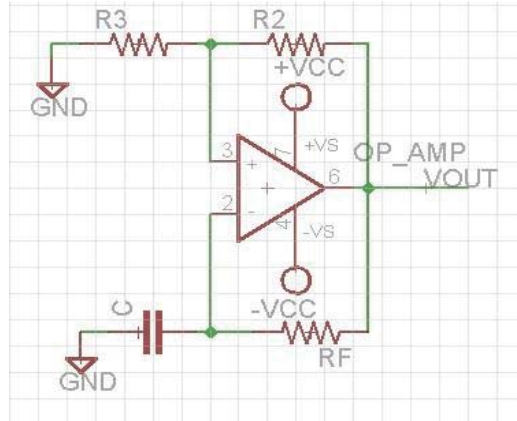 R3
R2
+VCC
GND
7
+VS
OP_AMP
3
+
6
VOUT
2
-
4
-VS
C
-VCC
RF
GND